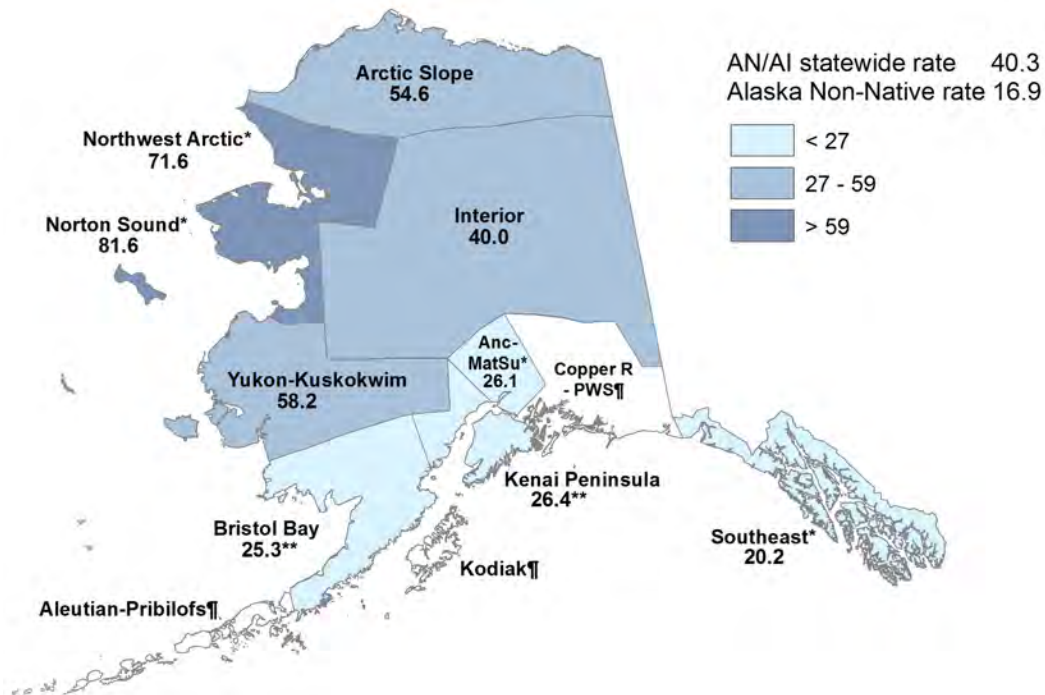 Arctic Slope
54.6
AN/AI statewide rate 40.3
Alaska Non-Native rate 16.9
< 27
27 - 59
> 59
Northwest Arctic*
71.6
Norton Sound*
81.6
Interior
40.0
Anc-
MatSu*
26.1
Copper R
- PWS¶
Yukon-Kuskokwim
58.2
Kenai Peninsula
26.4**
Bristol Bay
25.3**
Southeast*
20.2
Kodiak¶
Aleutian-Pribilofs¶